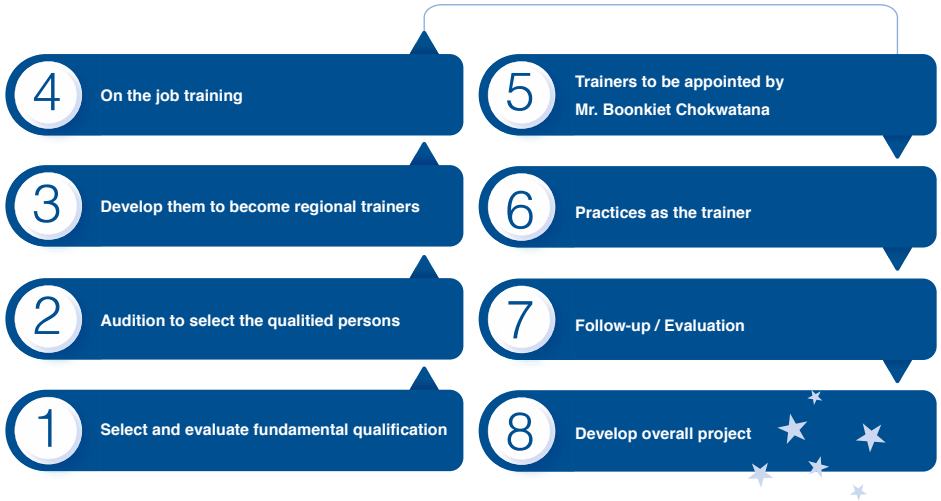 4
On the job training
3
Develop them to become regional trainers
2
Audition to select the qualitied persons
1
Select and evaluate fundamental qualification
5
Trainers to be appointed by
Mr. Boonkiet Chokwatana
6
Practices as the trainer
7
Follow-up / Evaluation
8
Develop overall project